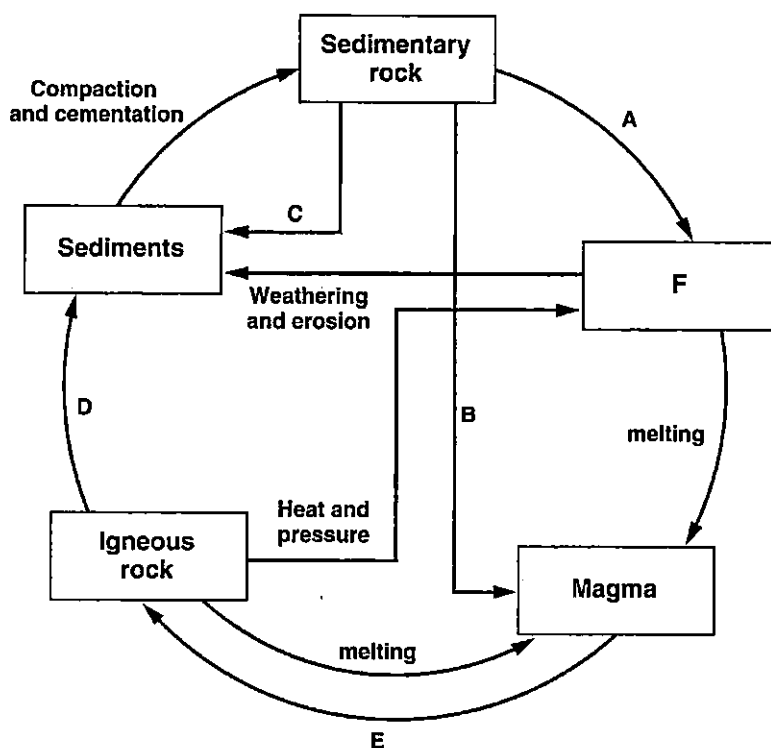 Sedimentary
rock
Compaction
and cementation
A
C
Sediments
F
Weathering
and erosion
D
B
melting
Heat and
pressure
Igneous
rock
Magma
melting
E